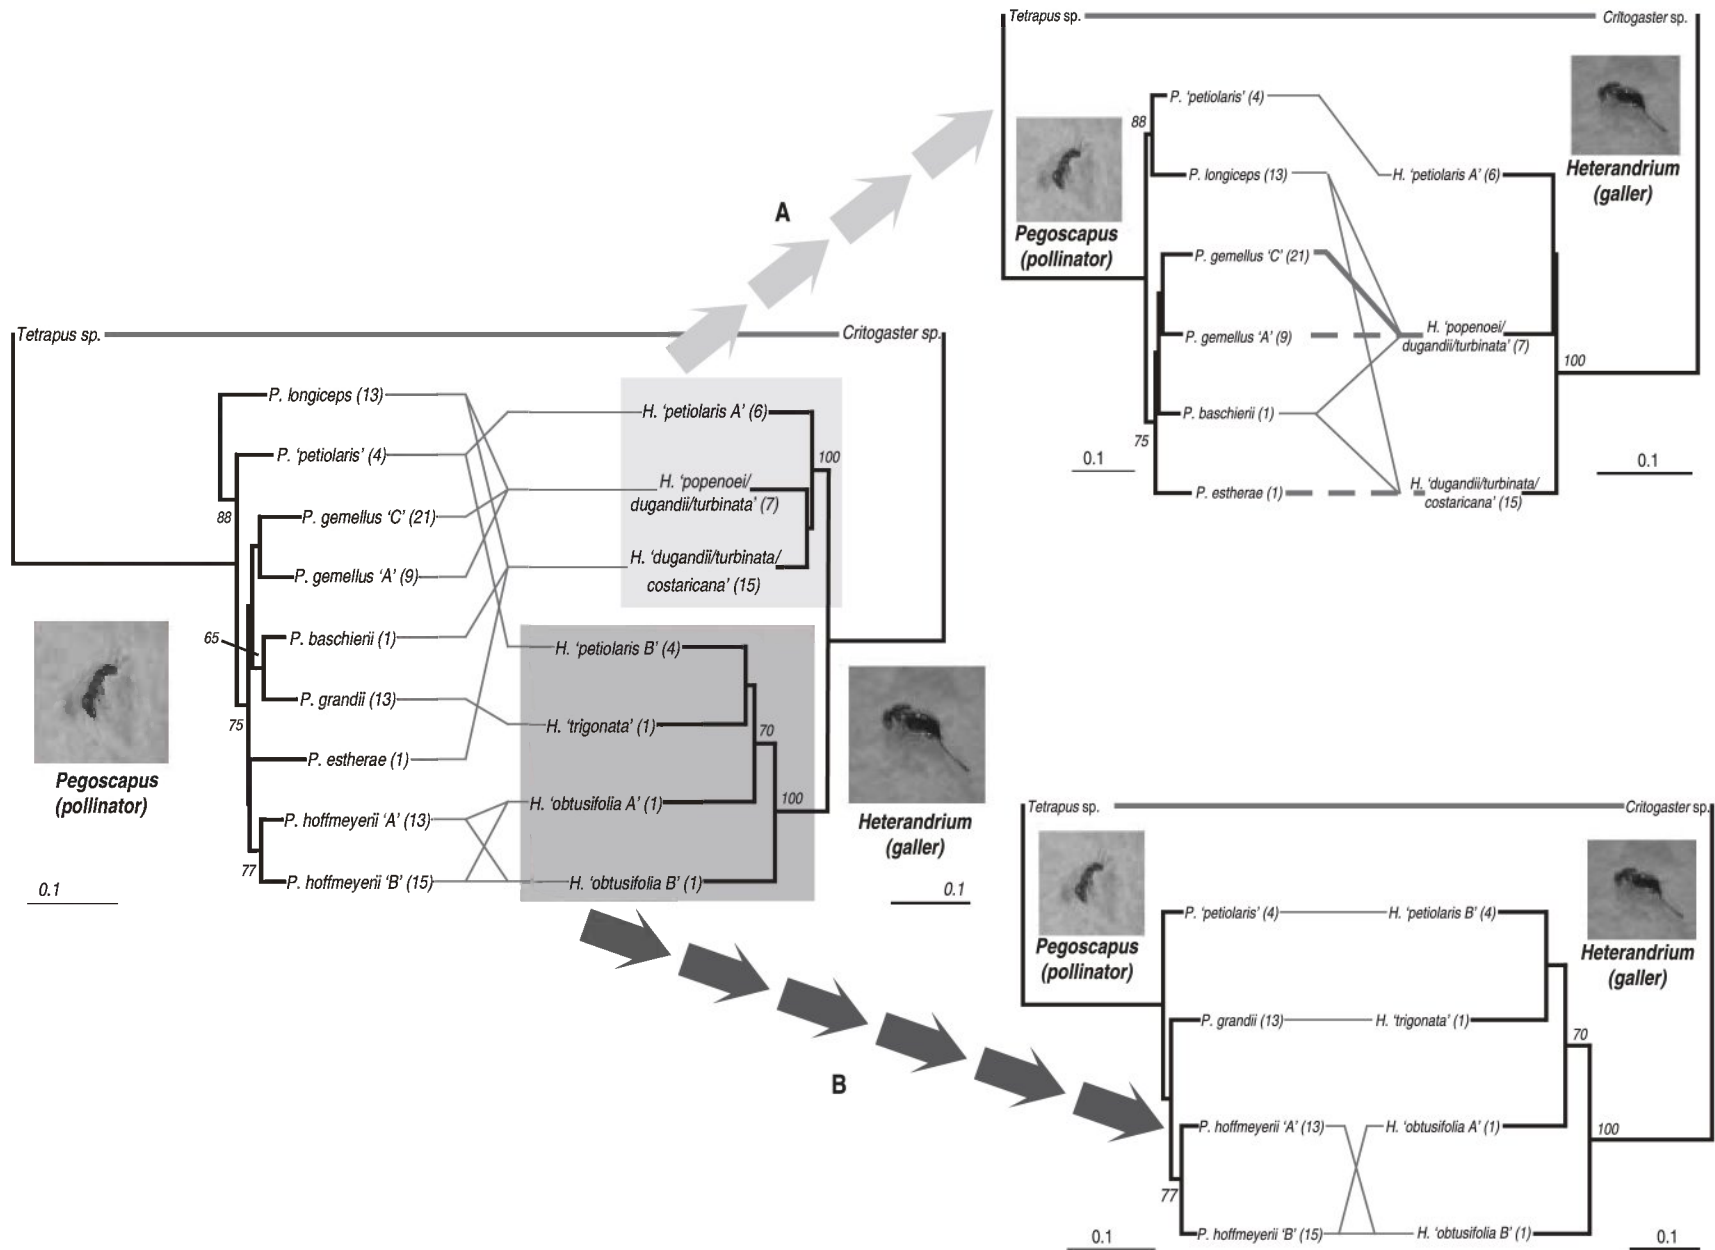 Tetrapus sp.
Critogaster sp.
P. longiceps (13)
P. ‘petiolaris’ (4)
88
P. gemellus ‘C’ (21)
P. gemellus ‘A’ (9)
65
P. baschierii (1)
P. grandii (13)
75
P. estherae (1)
P. hoffmeyerii ‘A’ (13)
77
P. hoffmeyerii ‘B’ (15)
Pegoscapus
(pollinator)
0.1
H. ‘petiolaris A’ (6)
100
H. ‘popenoei/
dugandii/turbinata’ (7)
H. ‘dugandii/turbinata/
costaricana’ (15)
H. ‘petiolaris B’ (4)
H. ‘trigonata’ (1)
70
H. ‘obtusifolia A’ (1)
100
H. ‘obtusifolia B’ (1)
Heterandrium
(galler)
0.1
A
Tetrapus sp.
Critogaster sp.
P. ‘petiolaris’ (4)
88
P. longiceps (13)
P. gemellus ‘C’ (21)
P. gemellus ‘A’ (9)
P. baschierii (1)
75
P. estherae (1)
Pegoscapus
(pollinator)
0.1
H. ‘petiolaris A’ (6)
H. ‘popenoei/
dugandii/turbinata’ (7)
100
H. ‘dugandii/turbinata/
costaricana’ (15)
Heterandrium
(galler)
0.1
B
Tetrapus sp.
Critogaster sp.
P. ‘petiolaris’ (4)
P. grandii (13)
P. hoffmeyerii ‘A’ (13)
77
P. hoffmeyerii ‘B’ (15)
Pegoscapus
(pollinator)
0.1
H. ‘petiolaris B’ (4)
H. ‘trigonata’ (1)
70
H. ‘obtusifolia A’ (1)
100
H. ‘obtusifolia B’ (1)
Heterandrium
(galler)
0.1